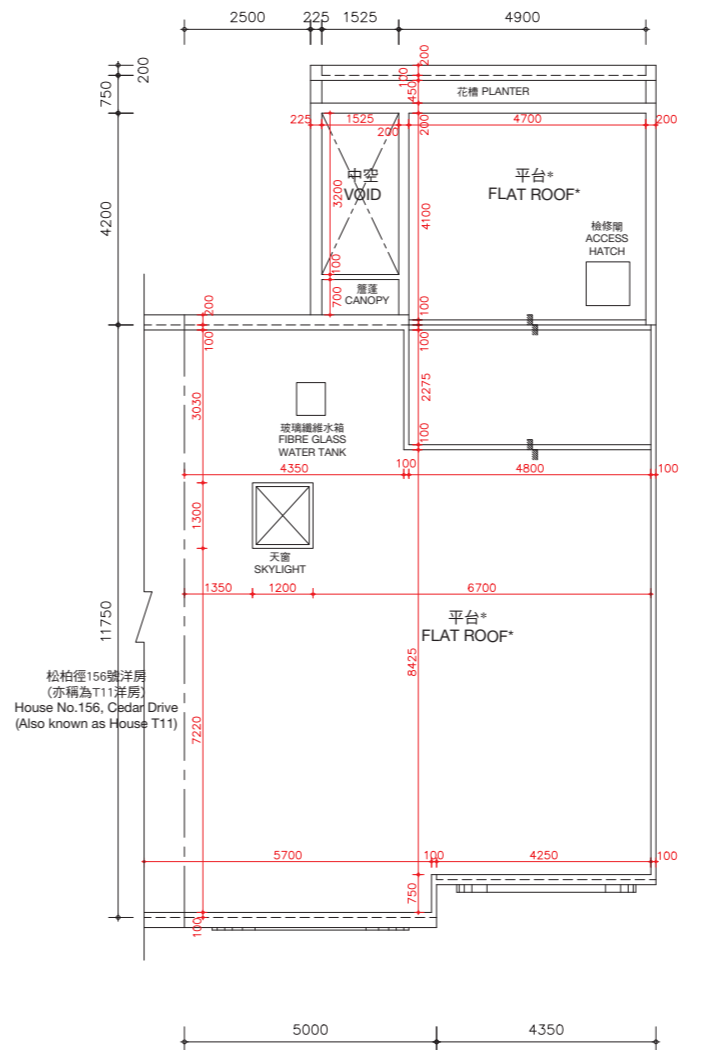 2500 225 1525 4900
200
750
4200
11750
200
100
450
花槽 PLANTER
225 1525 200 4700 200
200
中空
VOID
3200
100
700
簷蓬
CANOPY
平台*
FLAT ROOF*
4100
檢修閘
ACCESS
HATCH
100
200
100
100
2275
100
3030
玻璃纖維水箱
FIBRE GLASS
WATER TANK
4350 100 4800 100
1300
天窗
SKYLIGHT
1350 1200 6700
平台*
FLAT ROOF*
8425
松柏徑156號洋房
(亦稱為T11洋房)
House No.156, Cedar Drive
(Also known as House T11)
7220
5700 100 4250 100
750
100
5000 4350